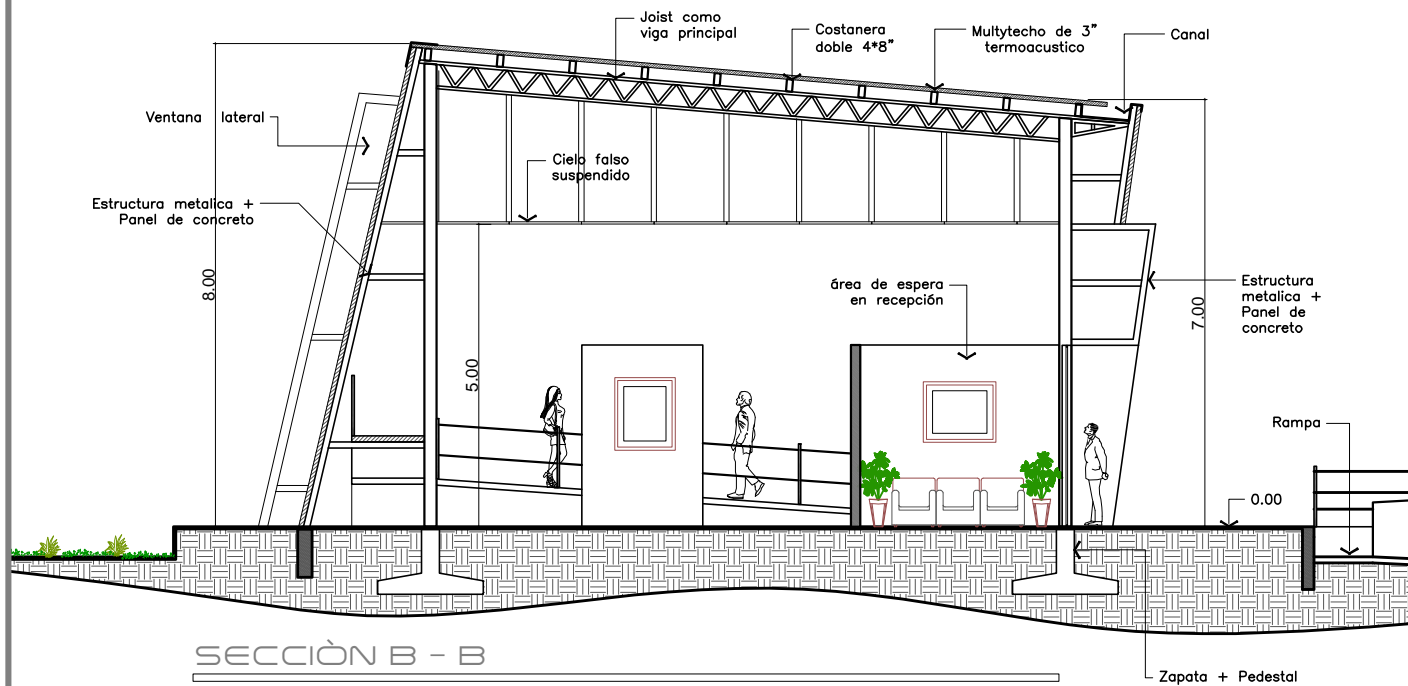 Joist como
viga principal
Costanera
doble 4*8"
Multytecho de 3"
termoacustico
Canal
Ventana lateral
Cielo falso
suspendido
Estructura metalica +
Panel de concreto
8.00
5.00
área de espera
en recepción
7.00
Estructura
metalica +
Panel de
concreto
Rampa
0.00
SECCIÒN B - B
Zapata + Pedestal